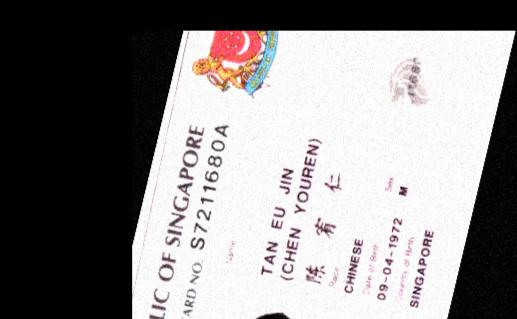 LIC OF SINGAPORE
ARD NO. S7211680A
Name
TAN EU JIN
(CHEN YOUREN)
陈 宥 仁
Race
CHINESE
Date of Birth Sex
09-04-1972 M
Country of Birth
SINGAPORE